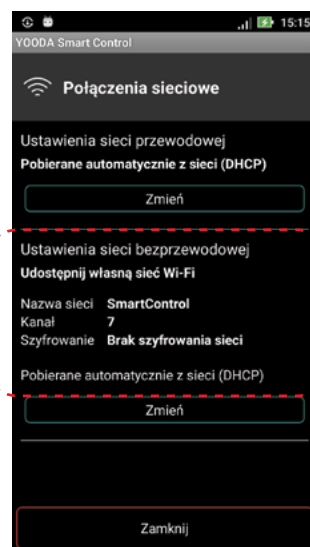 15:15
YOODA Smart Control
Połączenia sieciowe
Ustawienia sieci przewodowej
Pobierane automatycznie z sieci (DHCP)
Zmień
Ustawienia sieci bezprzewodowej
Udostępnij własną sieć Wi-Fi
Nazwa sieci SmartControl
Kanał 7
Szyfrowanie Brak szyfrowania sieci
Pobierane automatycznie z sieci (DHCP)
Zmień
Zamknij